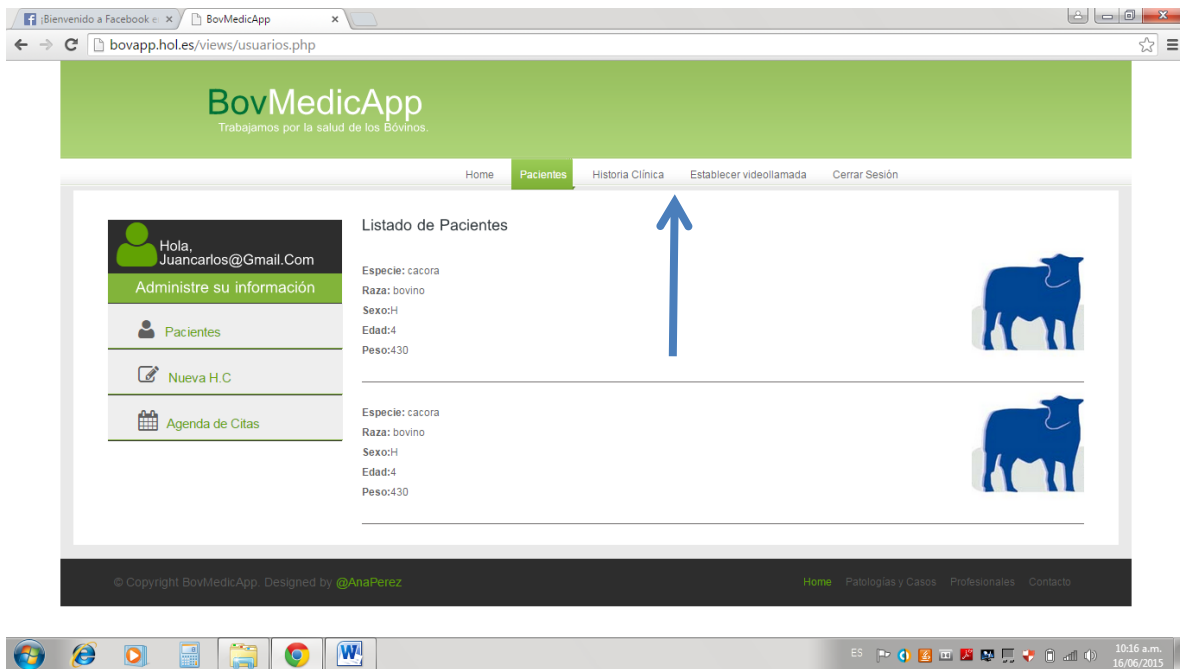 ¡Bienvenido a Facebook e
BovMedicApp
bovapp.hol.es/views/usuarios.php
BovMedicApp
Trabajamos por la salud de los Bóvinos.
Home Pacientes Historia Clínica Establecer videollamada Cerrar Sesión
Hola,
Juancarlos@Gmail.Com
Administre su información
Pacientes
Nueva H.C
Agenda de Citas
Listado de Pacientes
Especie: cacora
Raza: bovino
Sexo:H
Edad:4
Peso:430
Especie: cacora
Raza: bovino
Sexo:H
Edad:4
Peso:430
© Copyright BovMedicApp. Designed by @AnaPerez
Home Patologías y Casos Profesionales Contacto
ES
10:16 a.m.
16/06/2015